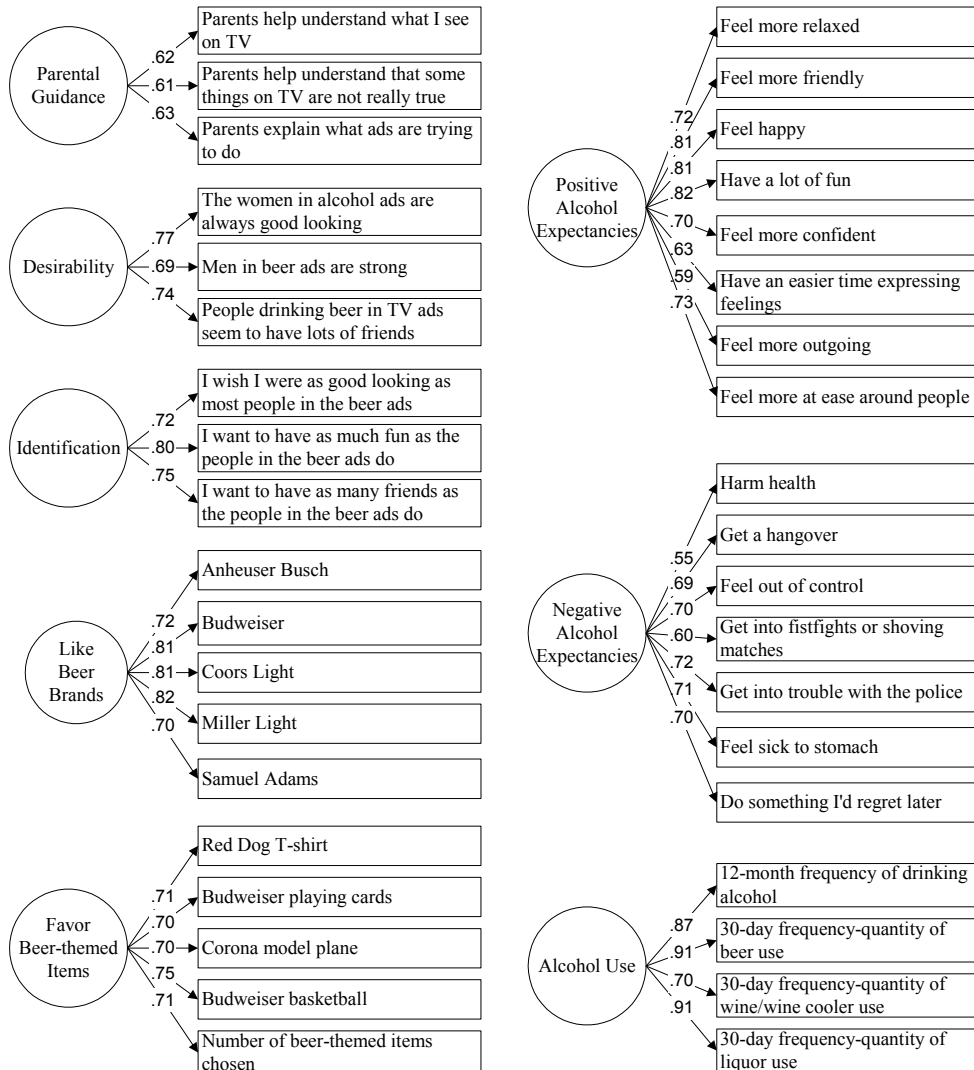 Parental
Guidance
.62
.61
.63
Parents help understand what I see
on TV
Parents help understand that some
things on TV are not really true
Parents explain what ads are trying
to do
Desirability
.77
.69
.74
The women in alcohol ads are
always good looking
Men in beer ads are strong
People drinking beer in TV ads
seem to have lots of friends
Identification
.72
.80
.75
I wish I were as good looking as
most people in the beer ads
I want to have as much fun as the
people in the beer ads do
I want to have as many friends as
the people in the beer ads do
Like
Beer
Brands
.72
.81
.81
.82
.70
Anheuser Busch
Budweiser
Coors Light
Miller Light
Samuel Adams
Favor
Beer-themed
Items
.71
.70
.70
.75
.71
Red Dog T-shirt
Budweiser playing cards
Corona model plane
Budweiser basketball
Number of beer-themed items
chosen
Positive
Alcohol
Expectancies
.72
.81
.81
.82
.70
.63
.59
.73
Feel more relaxed
Feel more friendly
Feel happy
Have a lot of fun
Feel more confident
Have an easier time expressing
feelings
Feel more outgoing
Feel more at ease around people
Negative
Alcohol
Expectancies
.55
.69
.70
.60
.72
.71
.70
Harm health
Get a hangover
Feel out of control
Get into fistfights or shoving
matches
Get into trouble with the police
Feel sick to stomach
Do something I'd regret later
Alcohol Use
.87
.91
.70
.91
12-month frequency of drinking
alcohol
30-day frequency-quantity of
beer use
30-day frequency-quantity of
wine/wine cooler use
30-day frequency-quantity of
liquor use